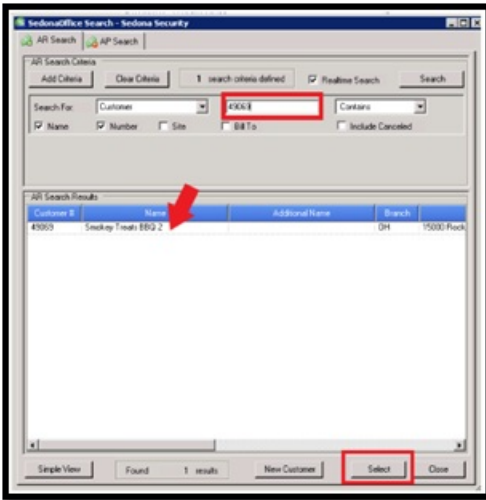 SedonaOffice Search - Sedona Security
AR Search AP Search
AR Search Criteria
Add Criteria Clear Criteria 1 search criteria defined Realtime Search Search
Search For: Customer 49069 Contains
Name Number Site Bill To Include Canceled
AR Search Results
Customer # Name Additional Name Branch
49069 Smokey Treats BBQ 2 OH 15000 Rock
Simple View Found 1 results New Customer Select Close